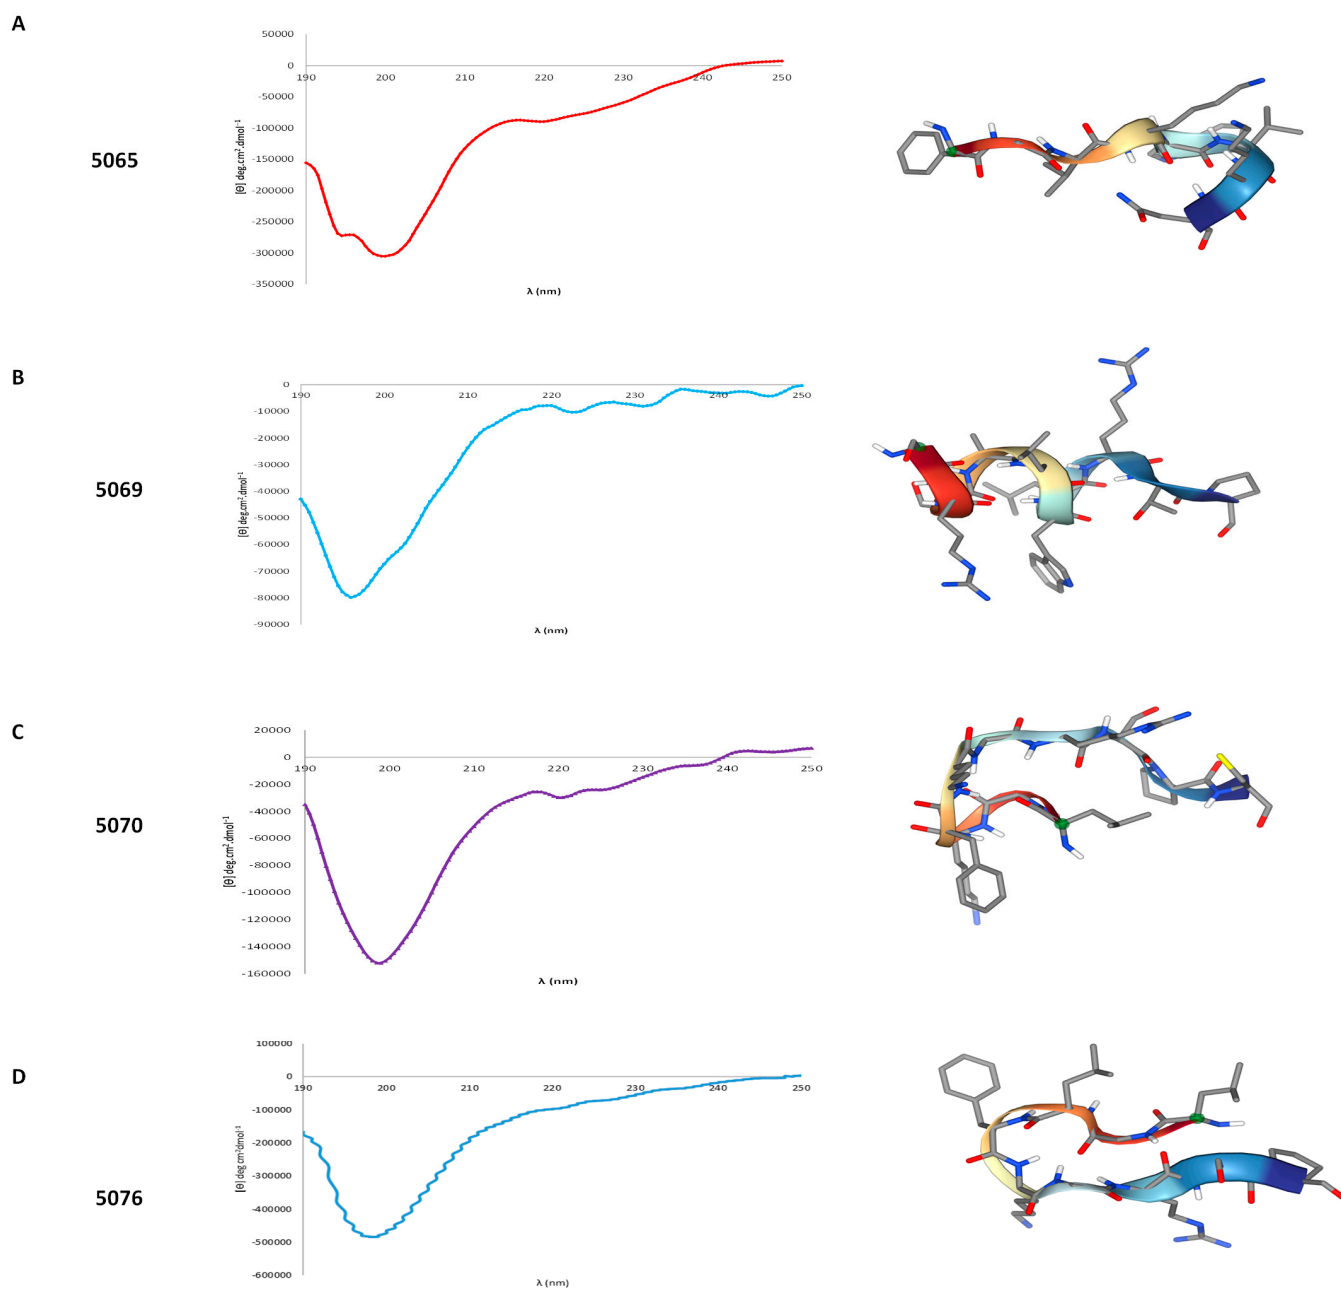 A
5065
50000
0
-50000
-100000
-150000
-200000
-250000
-300000
-350000
190 200 210 220 230 240 250
[Θ] deg.cm².dmol⁻¹
λ (nm)
B
5069
0
-10000
-20000
-30000
-40000
-50000
-60000
-70000
-80000
-90000
190 200 210 220 230 240 250
[Θ] deg.cm².dmol⁻¹
λ (nm)
C
5070
20000
0
-20000
-40000
-60000
-80000
-100000
-120000
-140000
-160000
190 200 210 220 230 240 250
[Θ] deg.cm².dmol⁻¹
λ (nm)
D
5076
100000
0
-100000
-200000
-300000
-400000
-500000
-600000
190 200 210 220 230 240 250
[Θ] deg cm²dmol⁻¹
λ (nm)